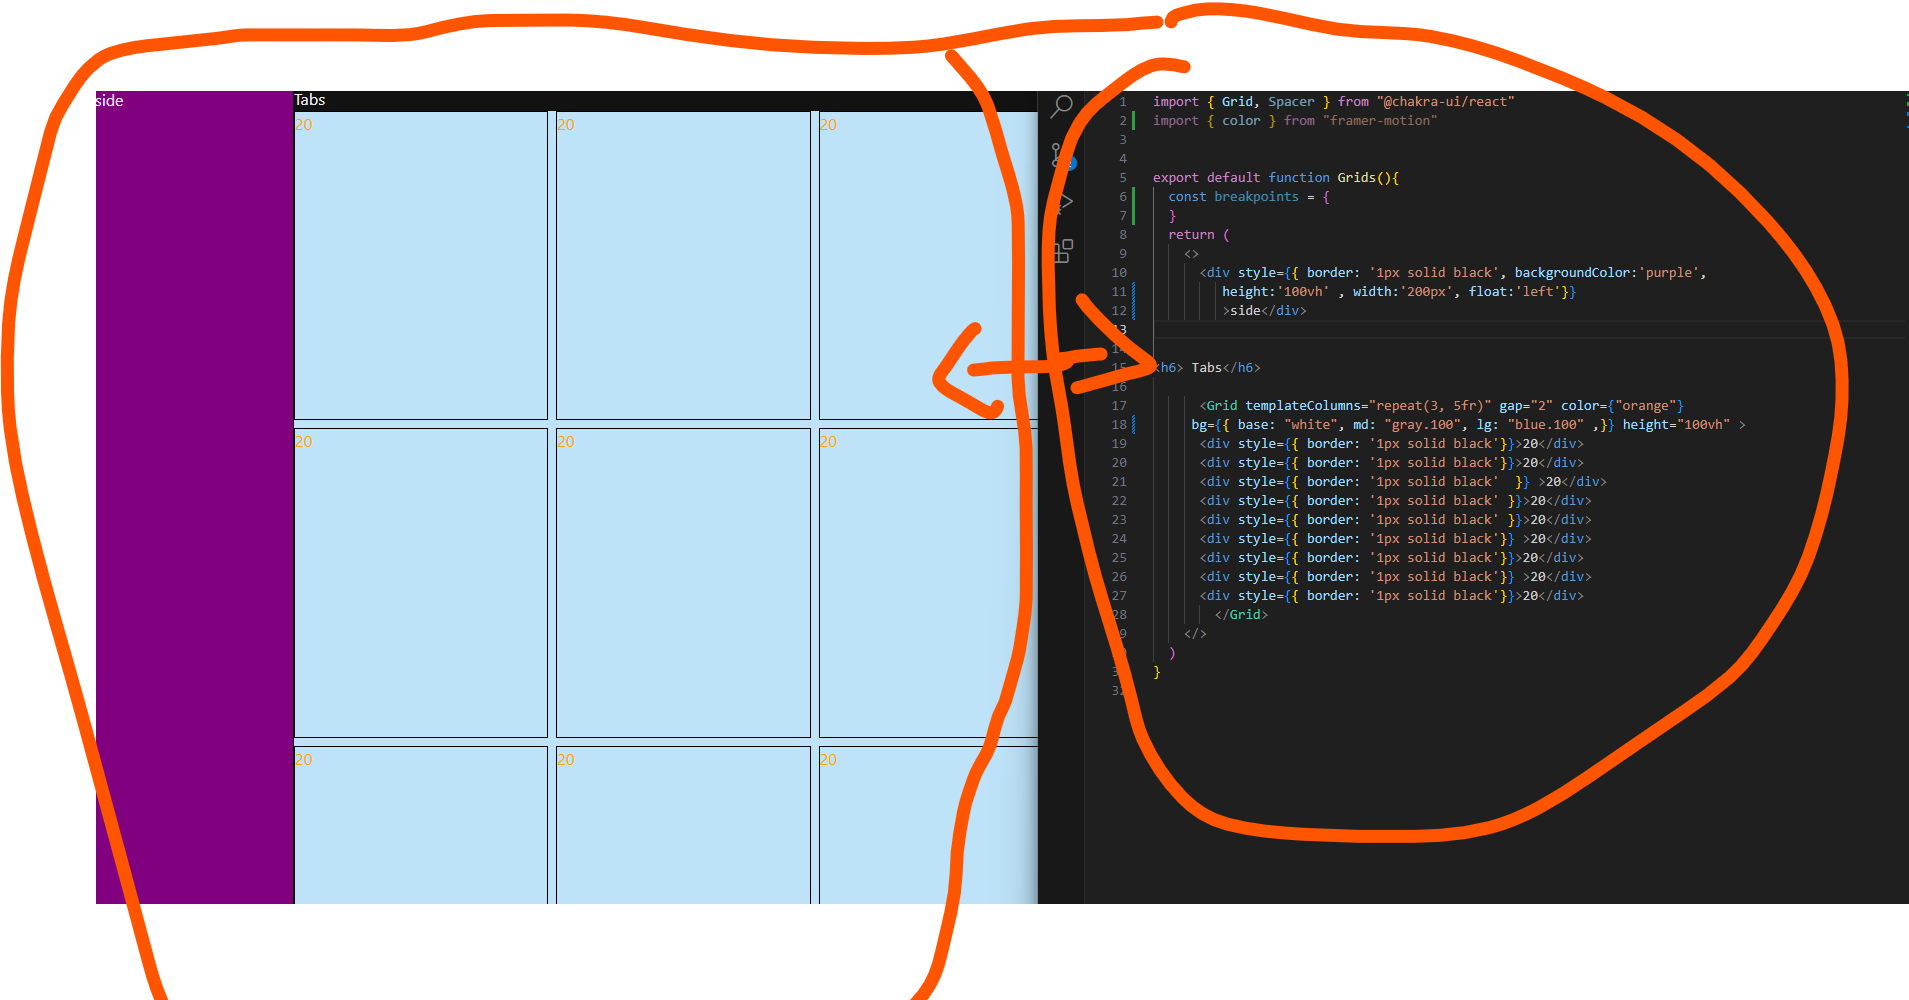 side
Tabs
20 20 20
20 20 20
20 20 20
1 import { Grid, Spacer } from "@chakra-ui/react"
2 import { color } from "framer-motion"
3
4
5 export default function Grids(){
6 const breakpoints = {
7 }
8 return (
9 <>
10 <div style={{ border: '1px solid black', backgroundColor:'purple',
11 height:'100vh' , width:'200px', float:'left'}}
12 >side</div>
13
14
15 <h6> Tabs</h6>
16
17 <Grid templateColumns="repeat(3, 5fr)" gap="2" color={"orange"}
18 bg={{ base: "white", md: "gray.100", lg: "blue.100" ,}} height="100vh" >
19 <div style={{ border: '1px solid black'}}>20</div>
20 <div style={{ border: '1px solid black'}}>20</div>
21 <div style={{ border: '1px solid black'  }} >20</div>
22 <div style={{ border: '1px solid black' }}>20</div>
23 <div style={{ border: '1px solid black' }}>20</div>
24 <div style={{ border: '1px solid black'}} >20</div>
25 <div style={{ border: '1px solid black'}}>20</div>
26 <div style={{ border: '1px solid black'}} >20</div>
27 <div style={{ border: '1px solid black'}}>20</div>
28 </Grid>
</>
)
}
32